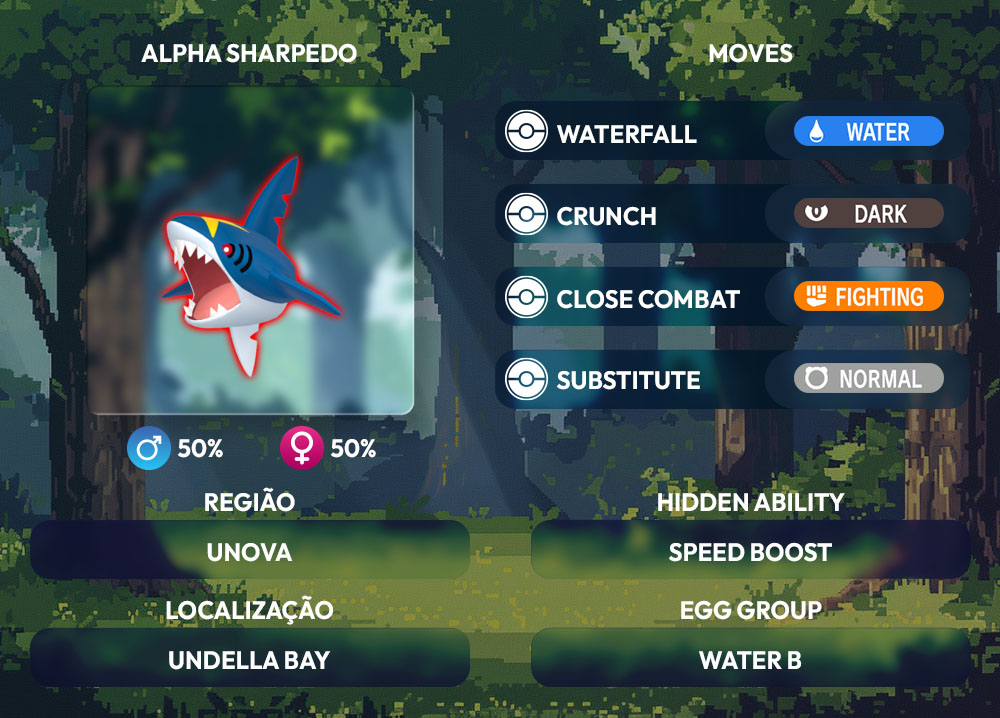 ALPHA SHARPEDO
50%
50%
REGIÃO
UNOVA
LOCALIZAÇÃO
UNDELLA BAY
MOVES
WATERFALL WATER
CRUNCH DARK
CLOSE COMBAT FIGHTING
SUBSTITUTE NORMAL
HIDDEN ABILITY
SPEED BOOST
EGG GROUP
WATER B